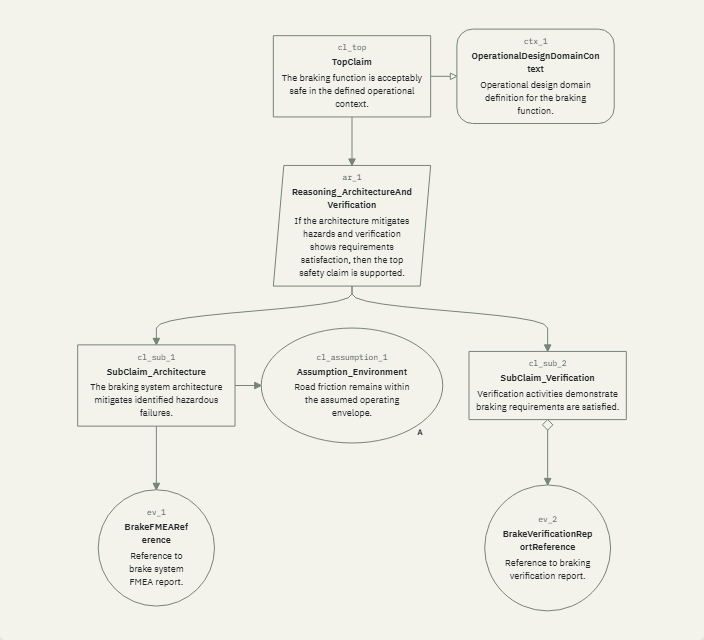 cl_top
TopClaim
The braking function is acceptably
safe in the defined operational
context.
ctx_1
OperationalDesignDomainCon
text
Operational design domain
definition for the braking
function.
ar_1
Reasoning_ArchitectureAnd
Verification
If the architecture mitigates
hazards and verification
shows requirements
satisfaction, then the top
safety claim is supported.
cl_sub_1
SubClaim_Architecture
The braking system architecture
mitigates identified hazardous
failures.
cl_assumption_1
Assumption_Environment
Road friction remains within
the assumed operating
envelope.
A
cl_sub_2
SubClaim_Verification
Verification activities demonstrate
braking requirements are satisfied.
ev_1
BrakeFMEARef
erence
Reference to
brake system
FMEA report.
ev_2
BrakeVerificationRep
ortReference
Reference to braking
verification report.